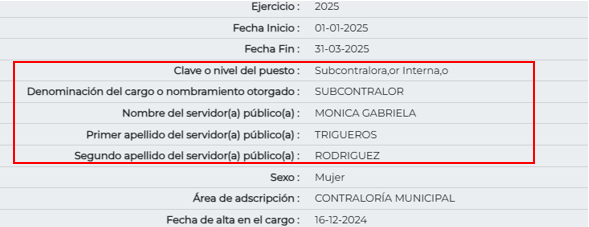 Ejercicio : 2025
Fecha Inicio : 01-01-2025
Fecha Fin : 31-03-2025
Clave o nivel del puesto : Subcontralora,or Interna,o
Denominación del cargo o nombramiento otorgado : SUBCONTRALOR
Nombre del servidor(a) público(a) : MONICA GABRIELA
Primer apellido del servidor(a) público(a) : TRIGUEROS
Segundo apellido del servidor(a) público(a) : RODRIGUEZ
Sexo : Mujer
Área de adscripción : CONTRALORÍA MUNICIPAL
Fecha de alta en el cargo : 16-12-2024